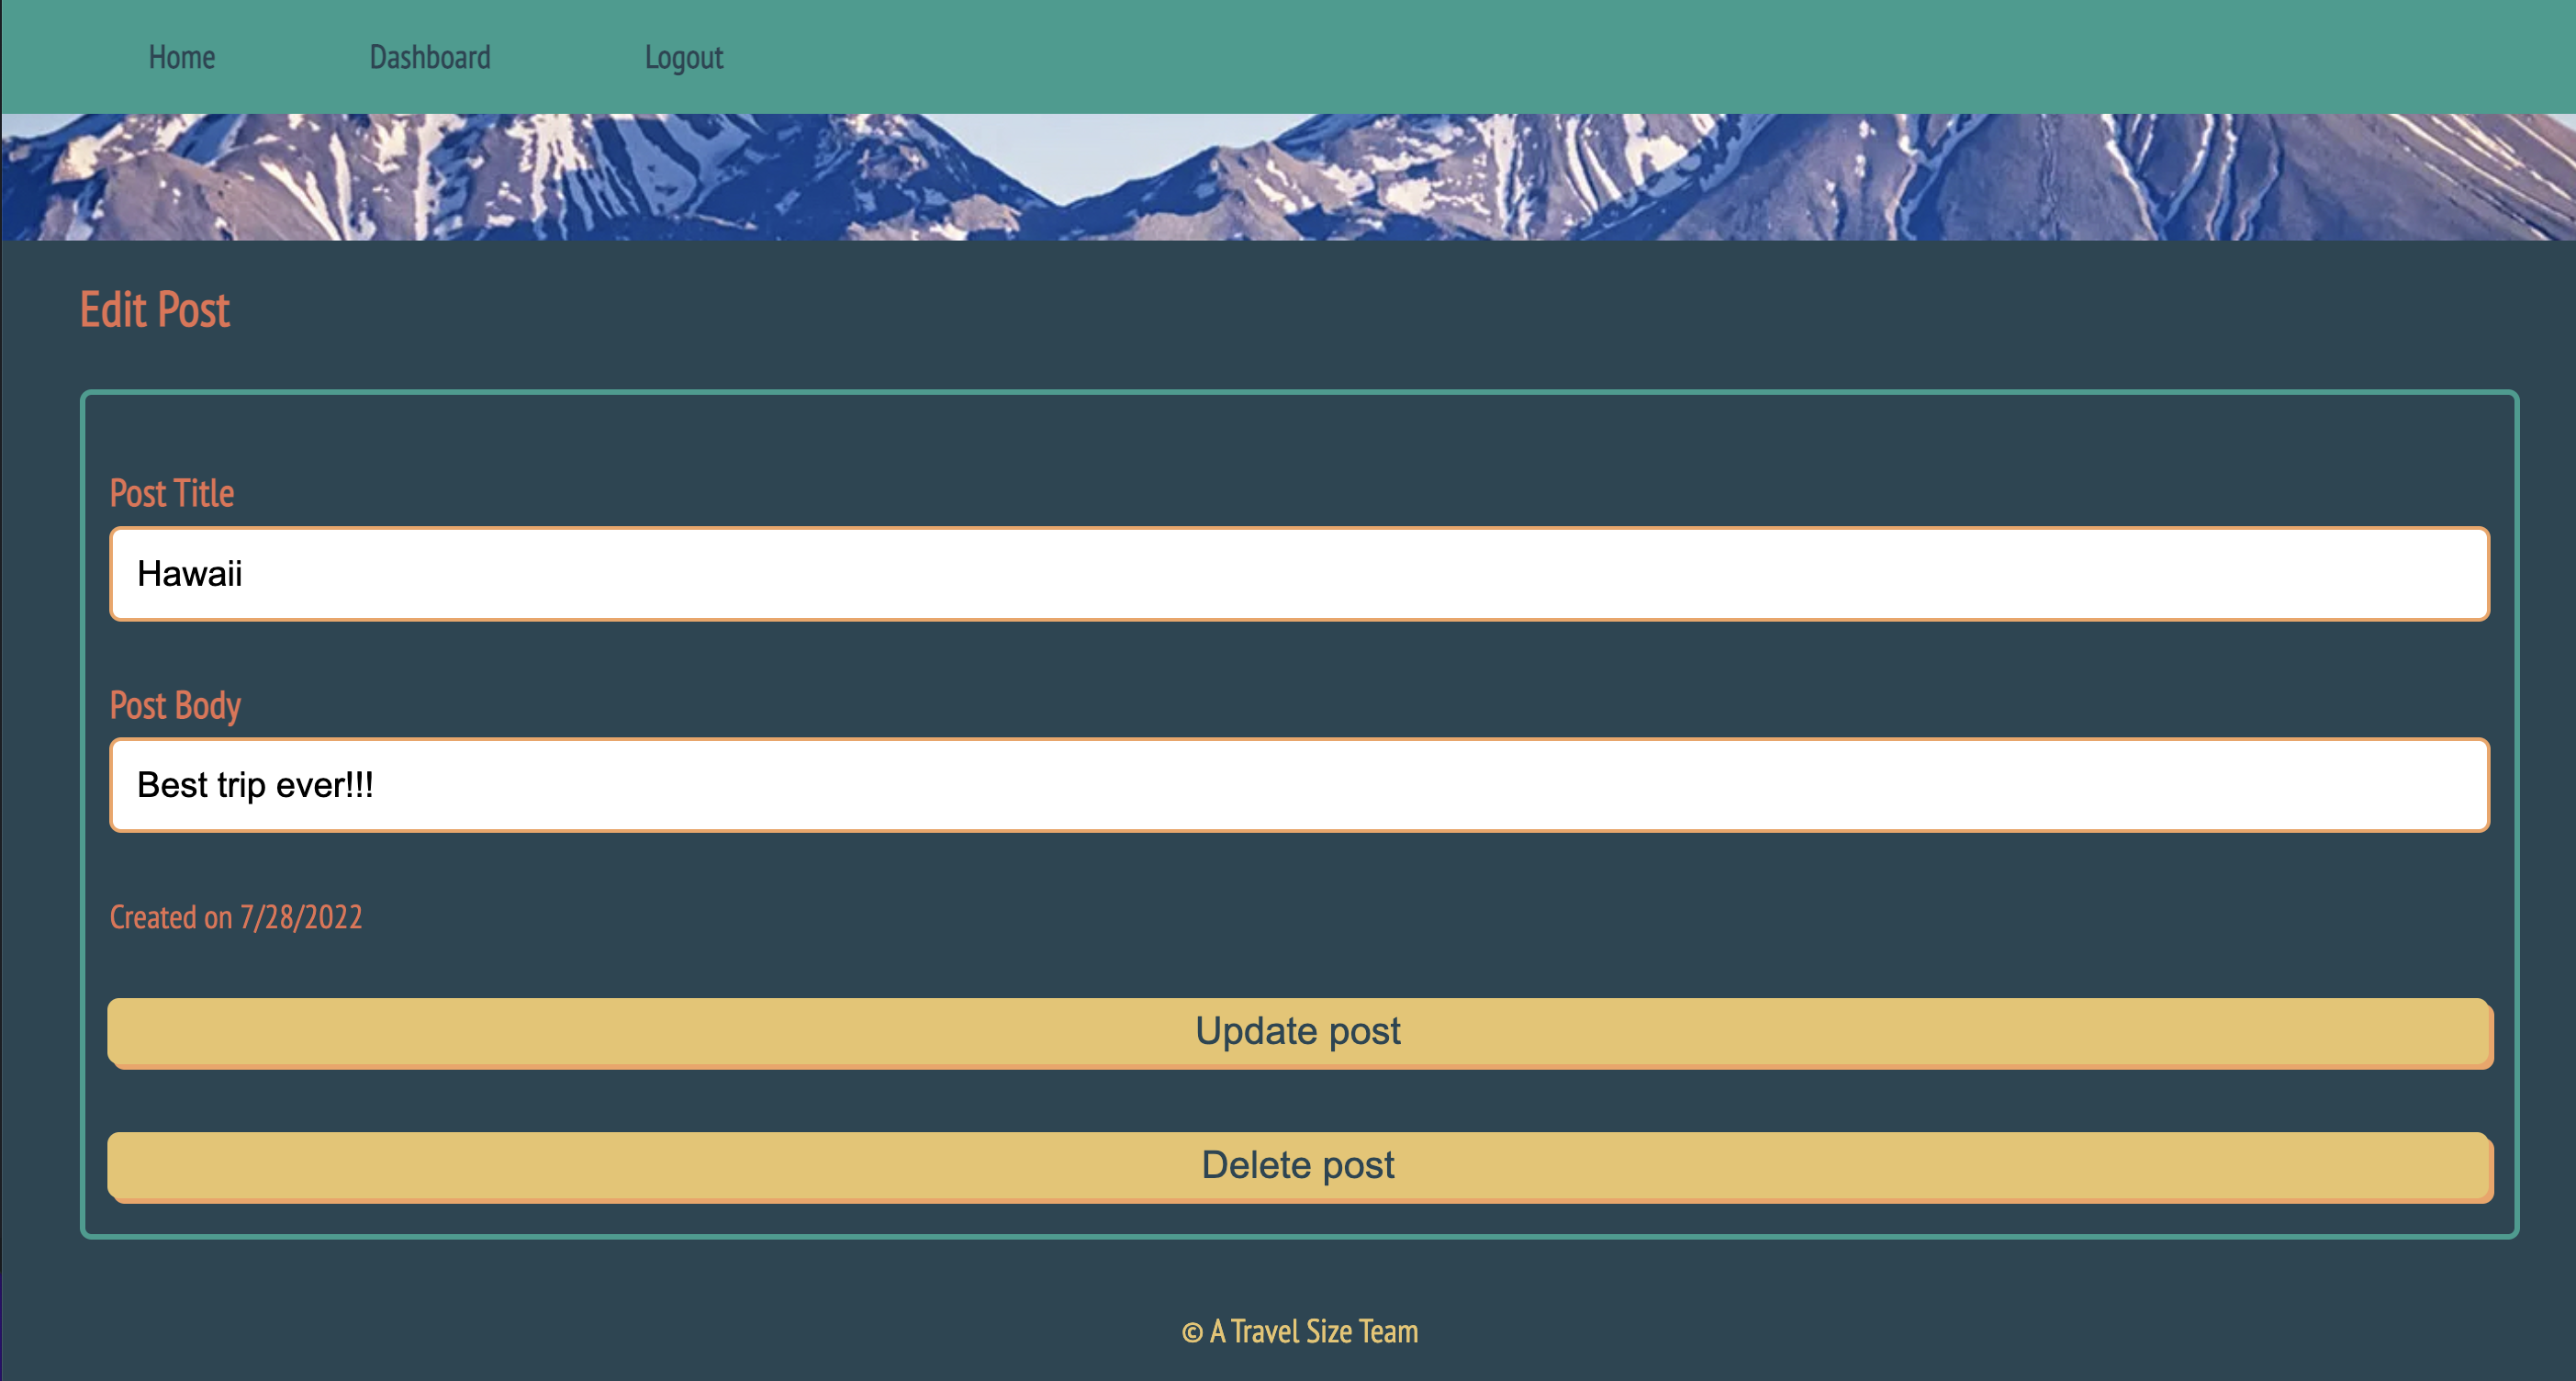 Home Dashboard Logout
Edit Post
Post Title
Hawaii
Post Body
Best trip ever!!!
Created on 7/28/2022
Update post
Delete post
© A Travel Size Team